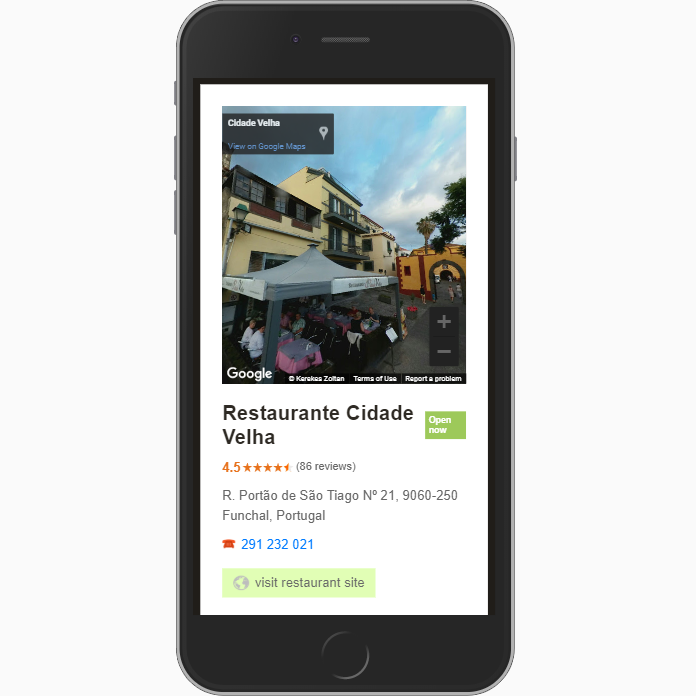 Cidade Velha
View on Google Maps
Google
© Kerekes Zoltan Terms of Use Report a problem
Restaurante Cidade
Velha
Open
now
4.5 (86 reviews)
R. Portão de São Tiago Nº 21, 9060-250
Funchal, Portugal
291 232 021
visit restaurant site